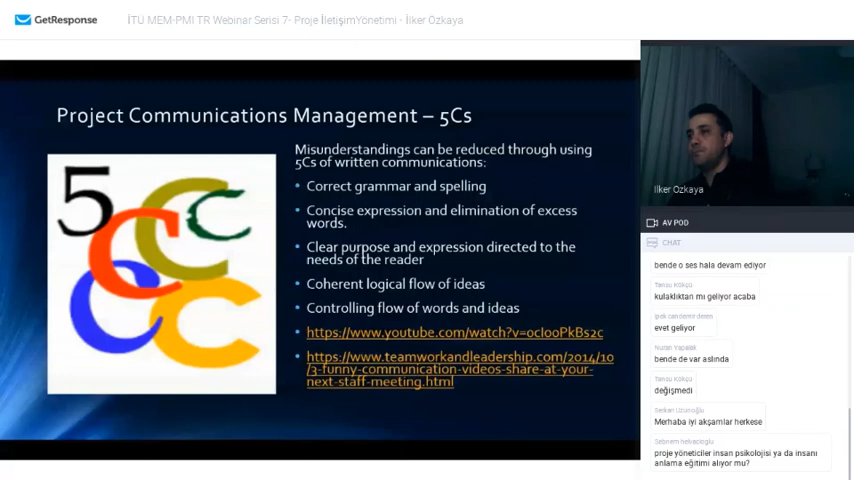 GetResponse
İTÜ MEM-PMI TR Webinar Serisi 7- Proje İletişimYönetimi - İlker Ozkaya
Project Communications Management – 5Cs
5
C
C
C
C
C
Misunderstandings can be reduced through using
5Cs of written communications:
• Correct grammar and spelling
• Concise expression and elimination of excess
words.
• Clear purpose and expression directed to the
needs of the reader
• Coherent logical flow of ideas
• Controlling flow of words and ideas
• https://www.youtube.com/watch?v=ocIooPkBs2c
• https://www.teamworkandleadership.com/2014/10
/3-funny-communication-videos-share-at-your-
next-staff-meeting.html
Ilker Ozkaya
AV POD
CHAT
bende o ses hala devam ediyor
Tansu Kökçü
kulaklıktan mı geliyor acaba
evet geliyor
Nuran Yapalak
bende de var aslında
Tansu Kökçü
değişmedi
Serkan Uzunoğlu
Merhaba iyi akşamlar herkese
Sebnem helvacioglu
proje yöneticiler insan psikolojisi ya da insanı
anlama eğitimi alıyor mu?